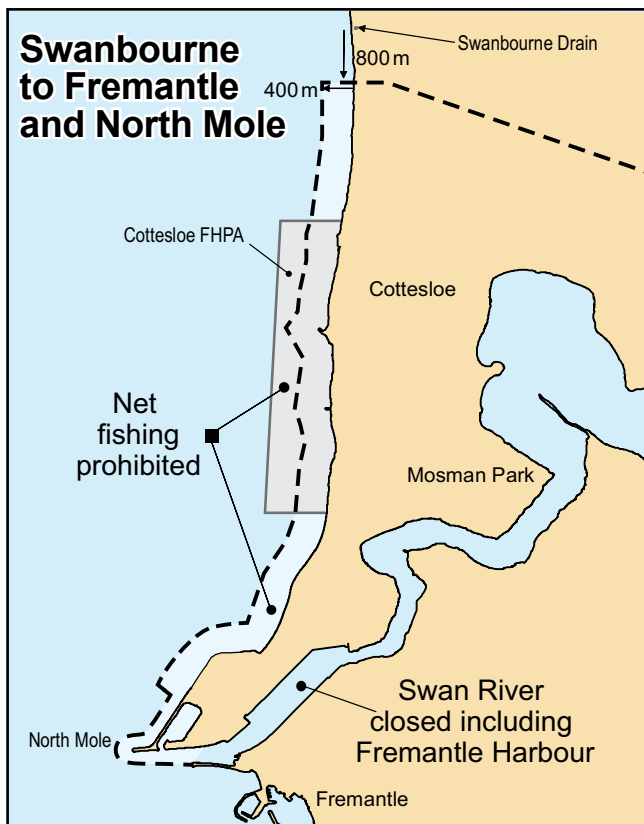 Swanbourne
to Fremantle
and North Mole
Swanbourne Drain
800 m
400 m
Cottesloe FHPA
Cottesloe
Net
fishing
prohibited
Mosman Park
Swan River
closed including
Fremantle Harbour
North Mole
Fremantle